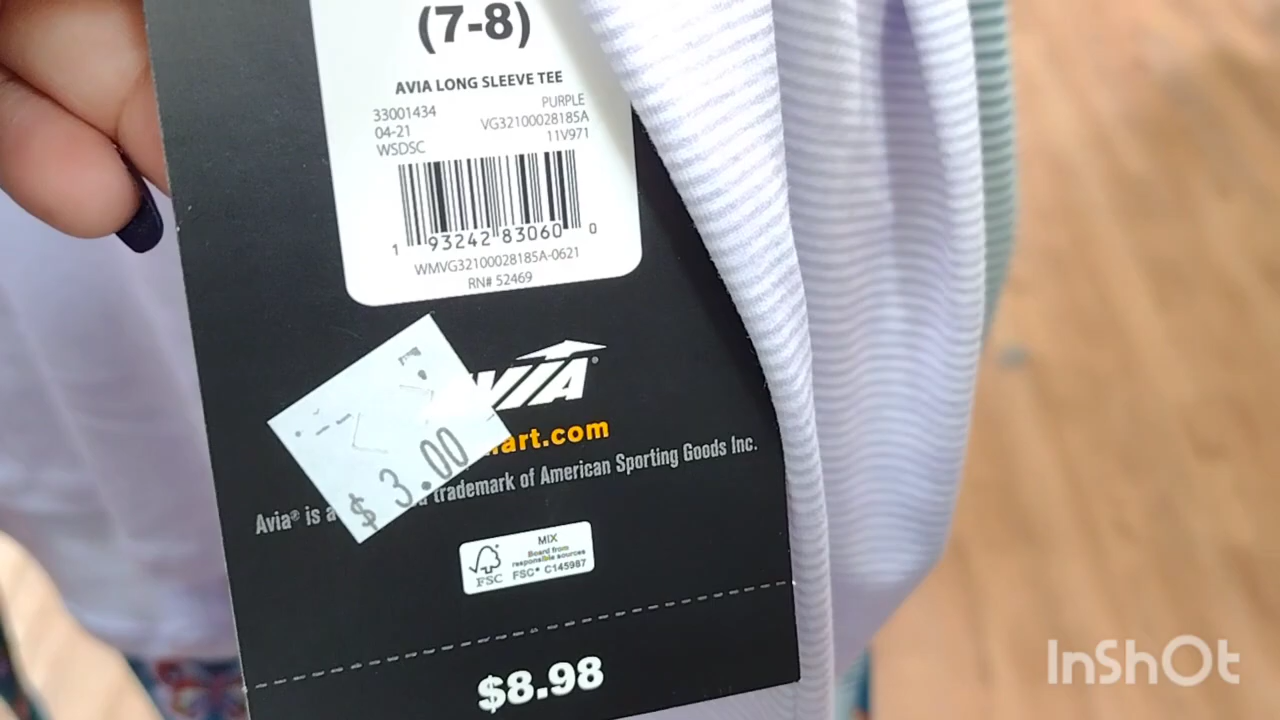 (7-8)
AVIA LONG SLEEVE TEE
33001434 PURPLE
04-21 VG32100028185A
WSDSC 11V971
1 93242 83060 0
WMVG32100028185A-0621
RN# 52469
AVIA®
art.com
Avia® is a trademark of American Sporting Goods Inc.
$ 3.00
MIX
Board from
responsible sources
FSC FSC® C145987
$8.98
InShOt